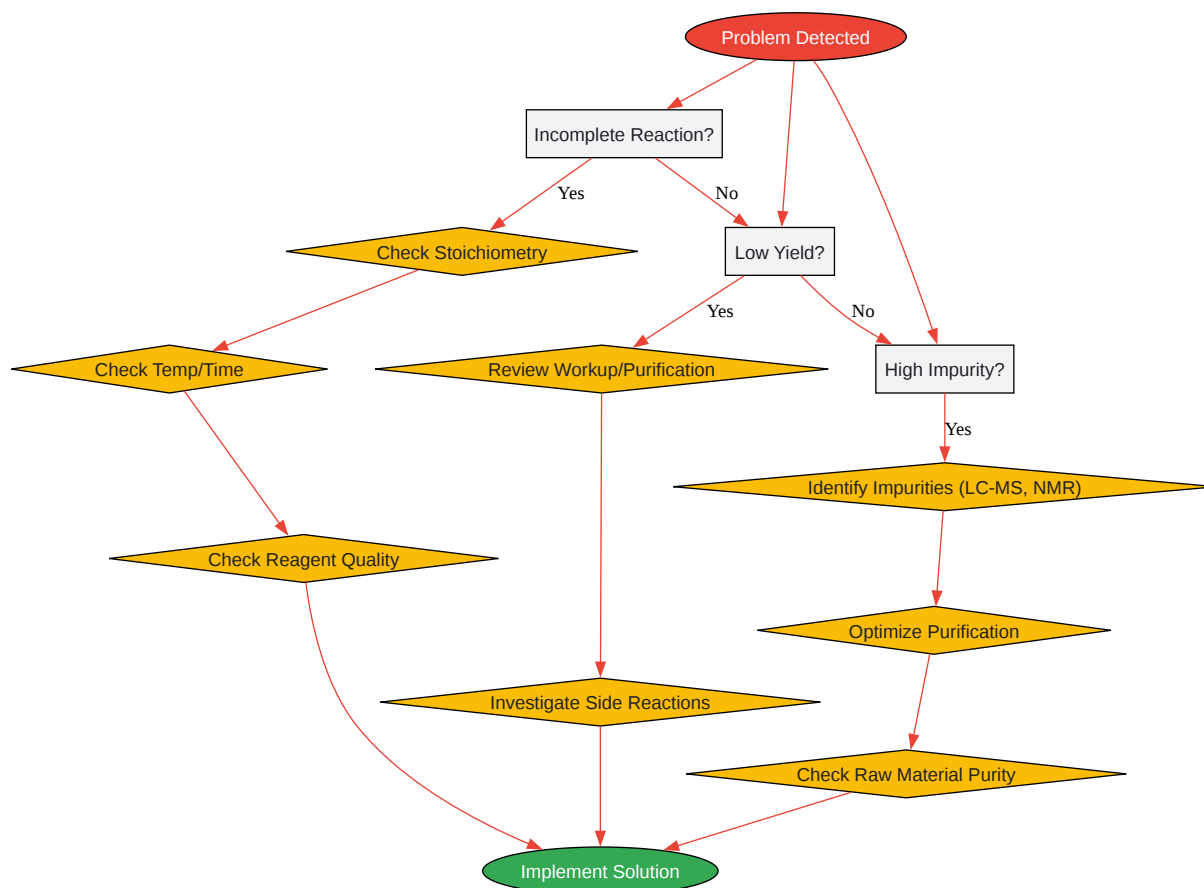 Problem Detected
Incomplete Reaction?
Yes
No
Check Stoichiometry
Low Yield?
Yes
No
Check Temp/Time
Review Workup/Purification
High Impurity?
Yes
Identify Impurities (LC-MS, NMR)
Check Reagent Quality
Optimize Purification
Investigate Side Reactions
Check Raw Material Purity
Implement Solution